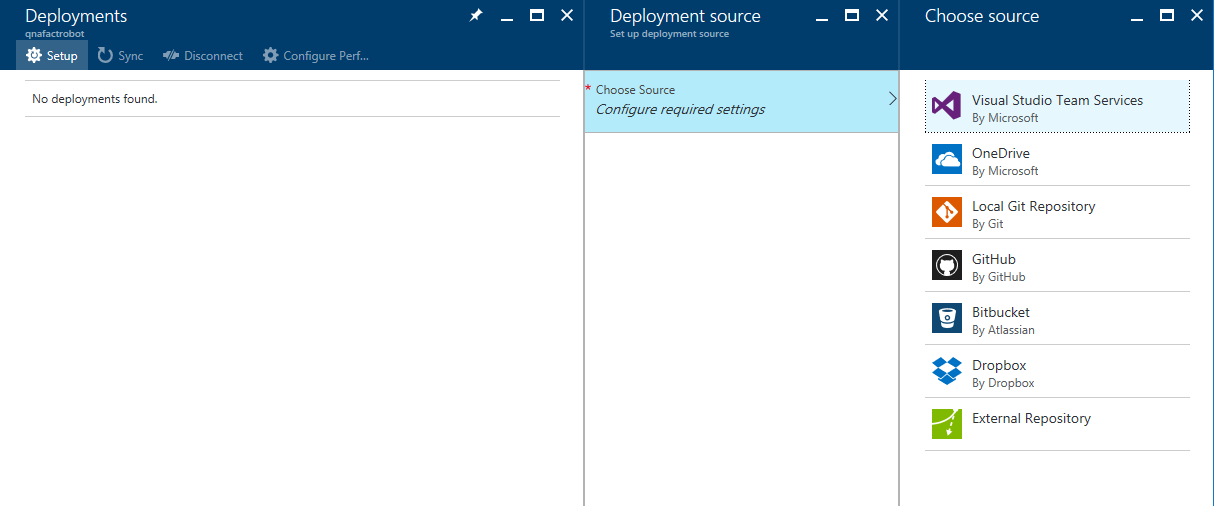 Deployments
qnafactrobot
Setup
Sync
Disconnect
Configure Perf...
No deployments found.
Deployment source
Set up deployment source
* Choose Source
Configure required settings
Choose source
Visual Studio Team Services
By Microsoft
OneDrive
By Microsoft
Local Git Repository
By Git
GitHub
By GitHub
Bitbucket
By Atlassian
Dropbox
By Dropbox
External Repository